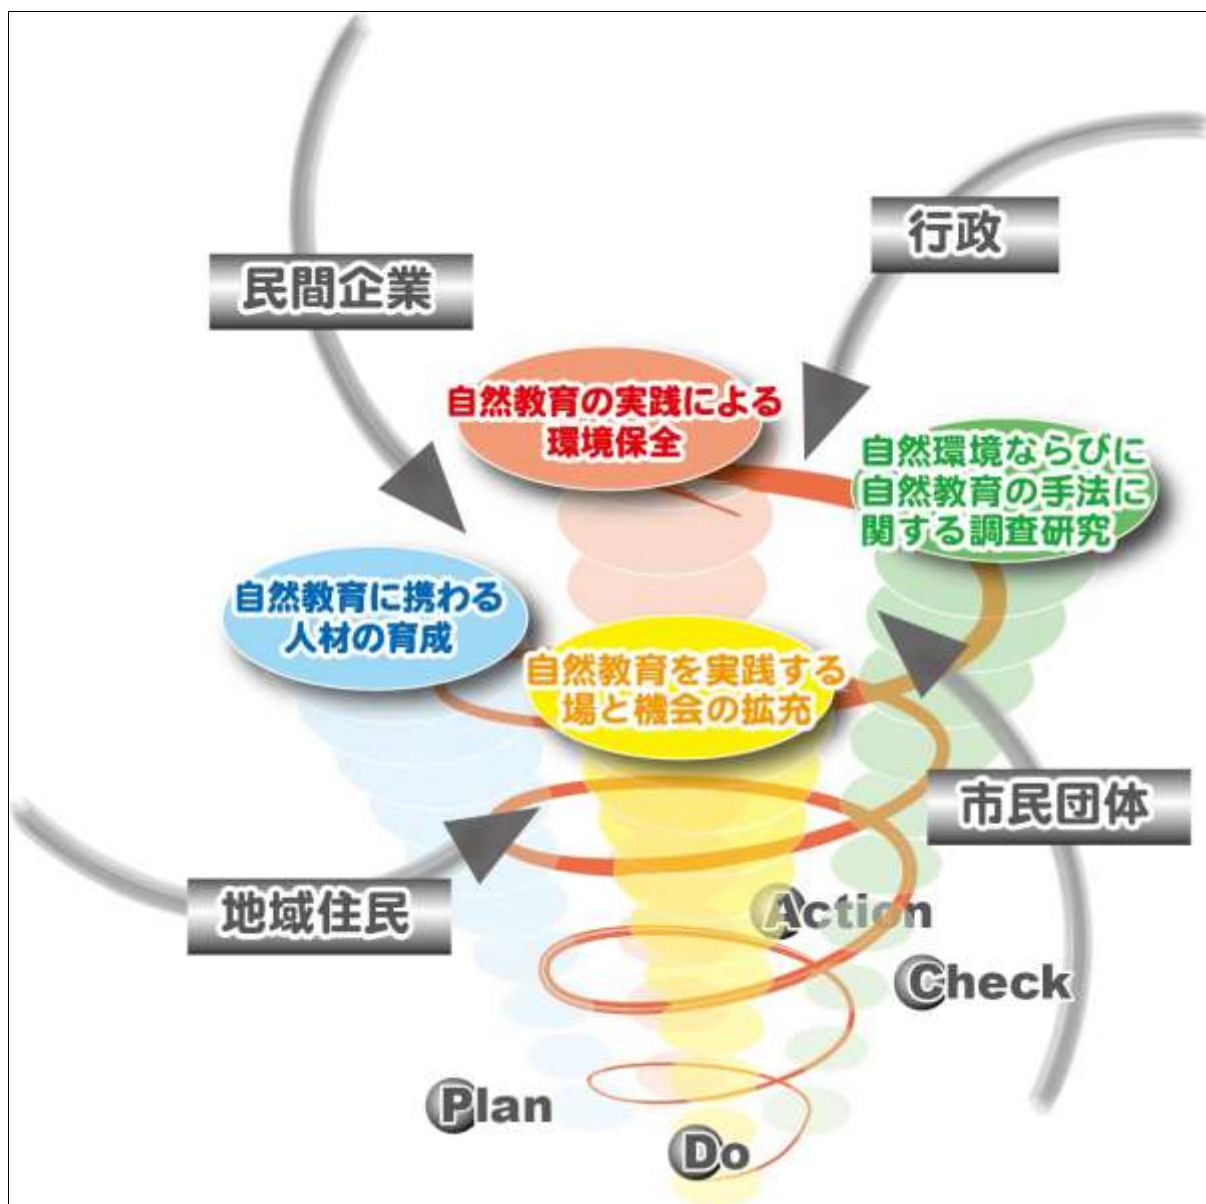 行政
民間企業
自然教育の実践による
環境保全
自然環境ならびに
自然教育の手法に
関する調査研究
自然教育に携わる
人材の育成
自然教育を実践する
場と機会の拡充
市民団体
地域住民
Action
Check
Plan
Do